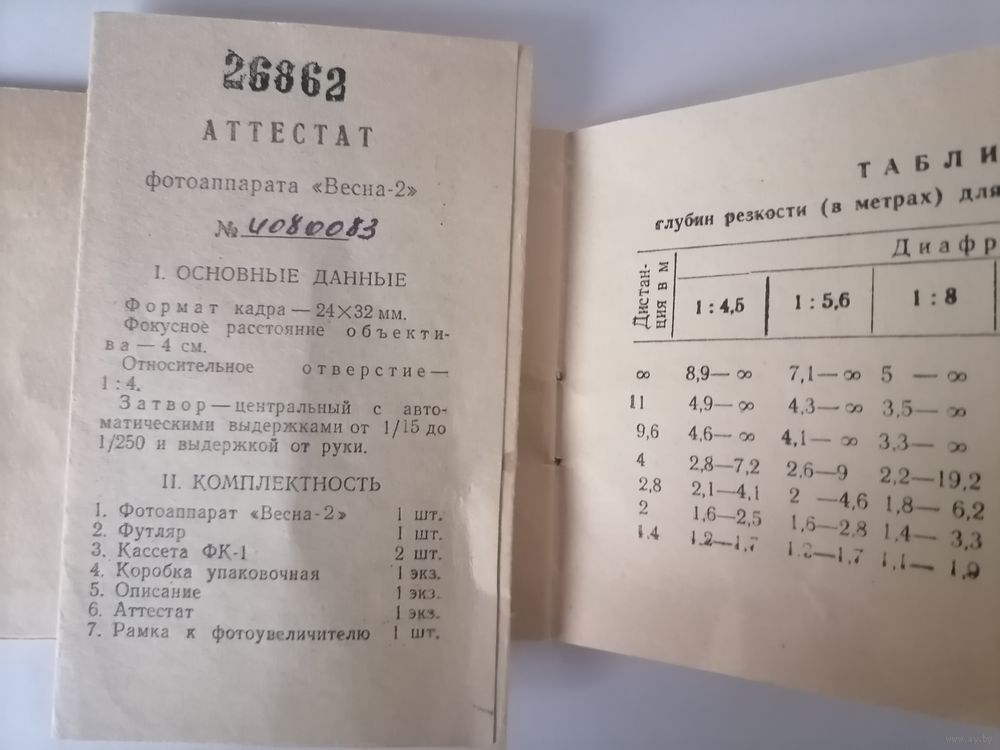 26862
АТТЕСТАТ
фотоаппарата «Весна-2»
№ 4080083
I. ОСНОВНЫЕ ДАННЫЕ
Формат кадра — 24×32 мм.
Фокусное расстояние объекти-
ва — 4 см.
Относительное отверстие —
1 : 4.
Затвор — центральный с авто-
матическими выдержками от 1/15 до
1/250 и выдержкой от руки.
II. КОМПЛЕКТНОСТЬ
1. Фотоаппарат «Весна-2» 1 шт.
2. Футляр 1 шт.
3. Кассета ФК-1 2 шт.
4. Коробка упаковочная 1 экз.
5. Описание 1 экз.
6. Аттестат 1 экз.
7. Рамка к фотоувеличителю 1 шт.
ТАБЛИ
глубин резкости (в метрах) для
Диафр
Дистан-
ция в м
1 : 4,5 1 : 5,6 1 : 8
∞ 8,9— ∞ 7,1— ∞ 5 — ∞
11 4,9— ∞ 4,3— ∞ 3,5— ∞
9,6 4,6— ∞ 4,1— ∞ 3,3— ∞
4 2,8—7,2 2,6—9 2,2—19,2
2,8 2,1—4,1 2 —4,6 1,8— 6,2
2 1,6—2,5 1,6—2,8 1,4— 3,3
1.4 1.2—1,7 1.2—1,7 1,1— 1,9
www.ay.by